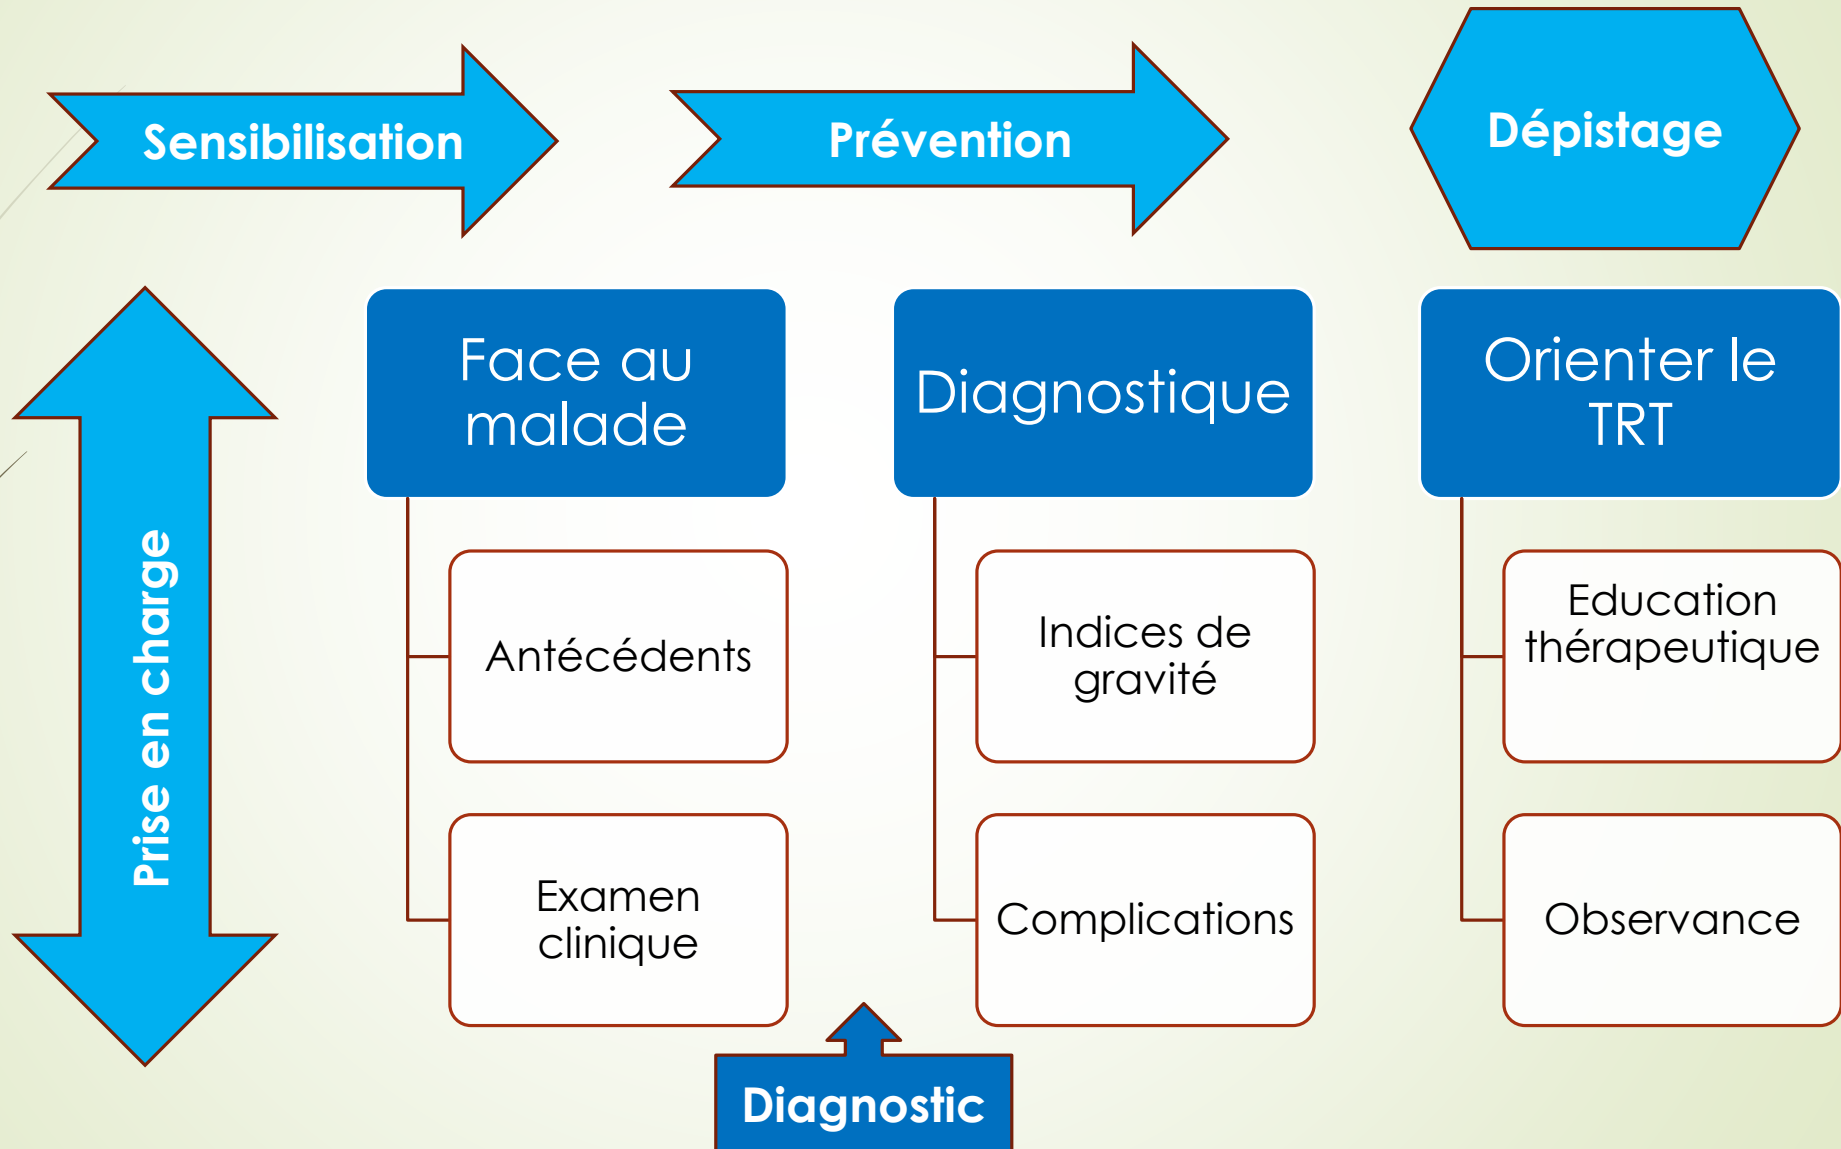 Sensibilisation
Prévention
Dépistage
Prise en charge
Face au
malade
Antécédents
Examen
clinique
Diagnostique
Indices de
gravité
Complications
Orienter le
TRT
Education
thérapeutique
Observance
Diagnostic